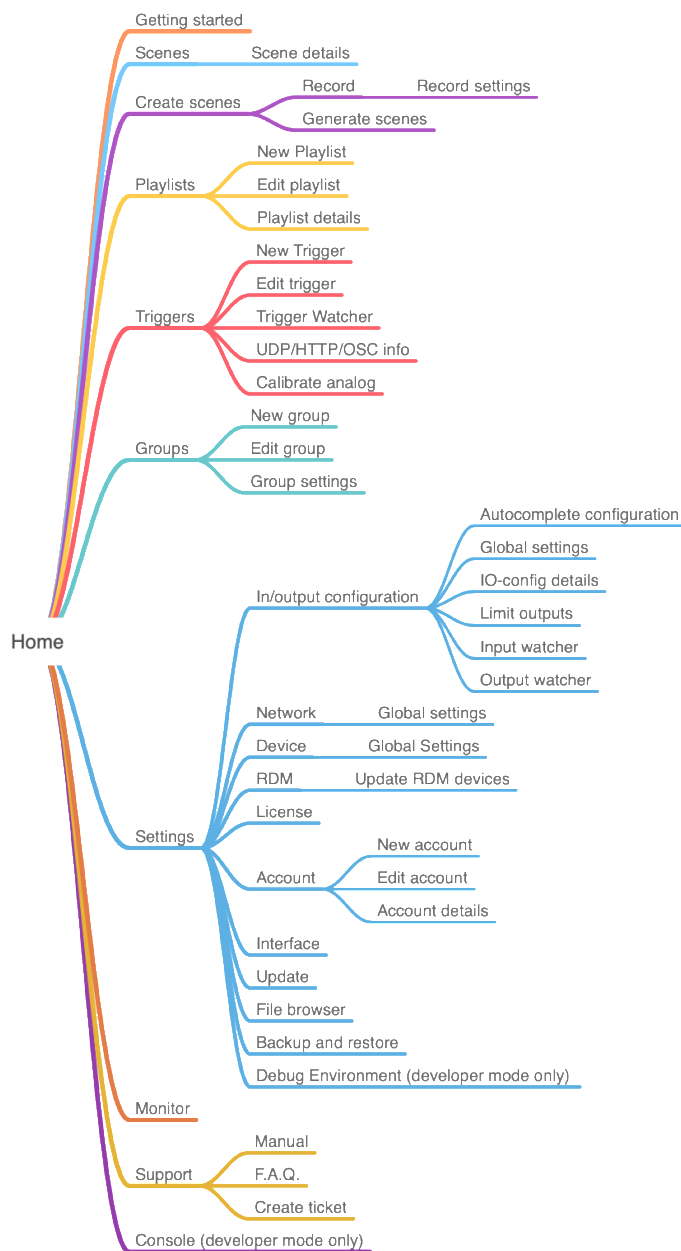 Getting started
Scenes
Scene details
Create scenes
Record
Record settings
Generate scenes
Playlists
New Playlist
Edit playlist
Playlist details
Triggers
New Trigger
Edit trigger
Trigger Watcher
UDP/HTTP/OSC info
Calibrate analog
Groups
New group
Edit group
Group settings
Home
Settings
In/output configuration
Autocomplete configuration
Global settings
IO-config details
Limit outputs
Input watcher
Output watcher
Network
Global settings
Device
Global Settings
RDM
Update RDM devices
License
Account
New account
Edit account
Account details
Interface
Update
File browser
Backup and restore
Debug Environment (developer mode only)
Monitor
Support
Manual
F.A.Q.
Create ticket
Console (developer mode only)